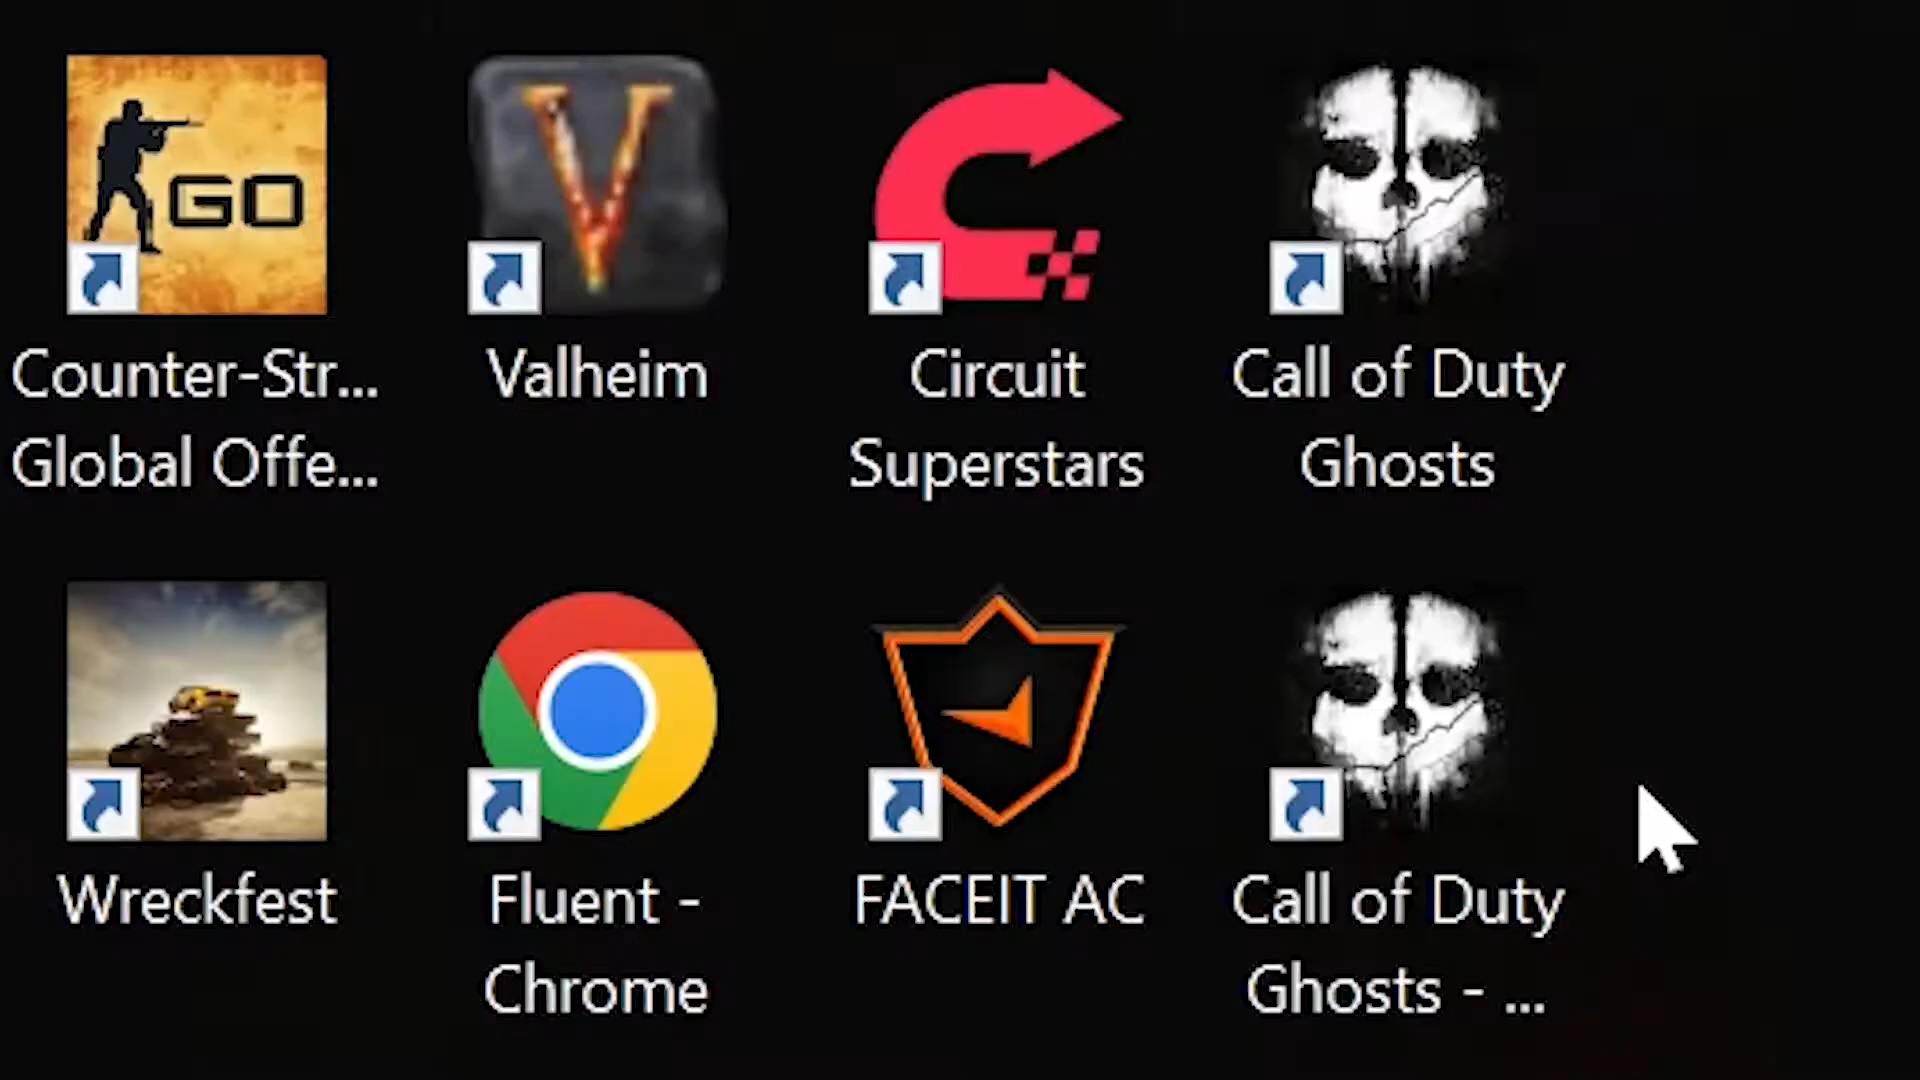 GO
V
Counter-Str...
Global Offe...
Valheim
Circuit
Superstars
Call of Duty
Ghosts
Wreckfest
Fluent -
Chrome
FACEIT AC
Call of Duty
Ghosts - ...